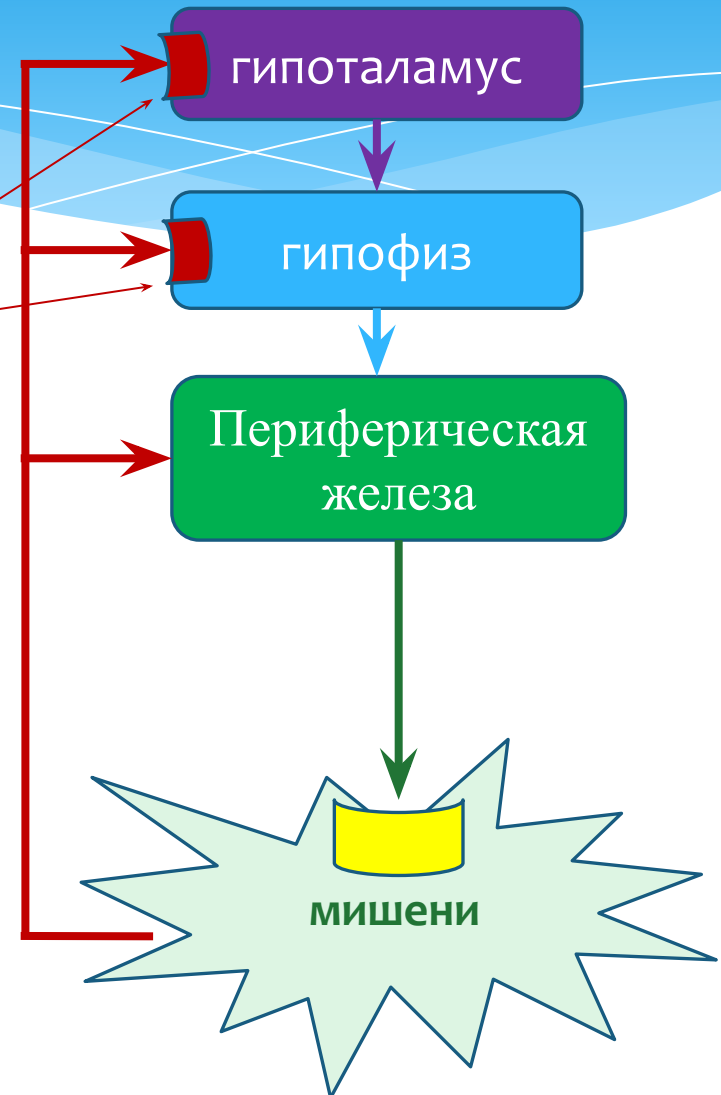 гипоталамус
гипофиз
Периферическая
железа
мишени